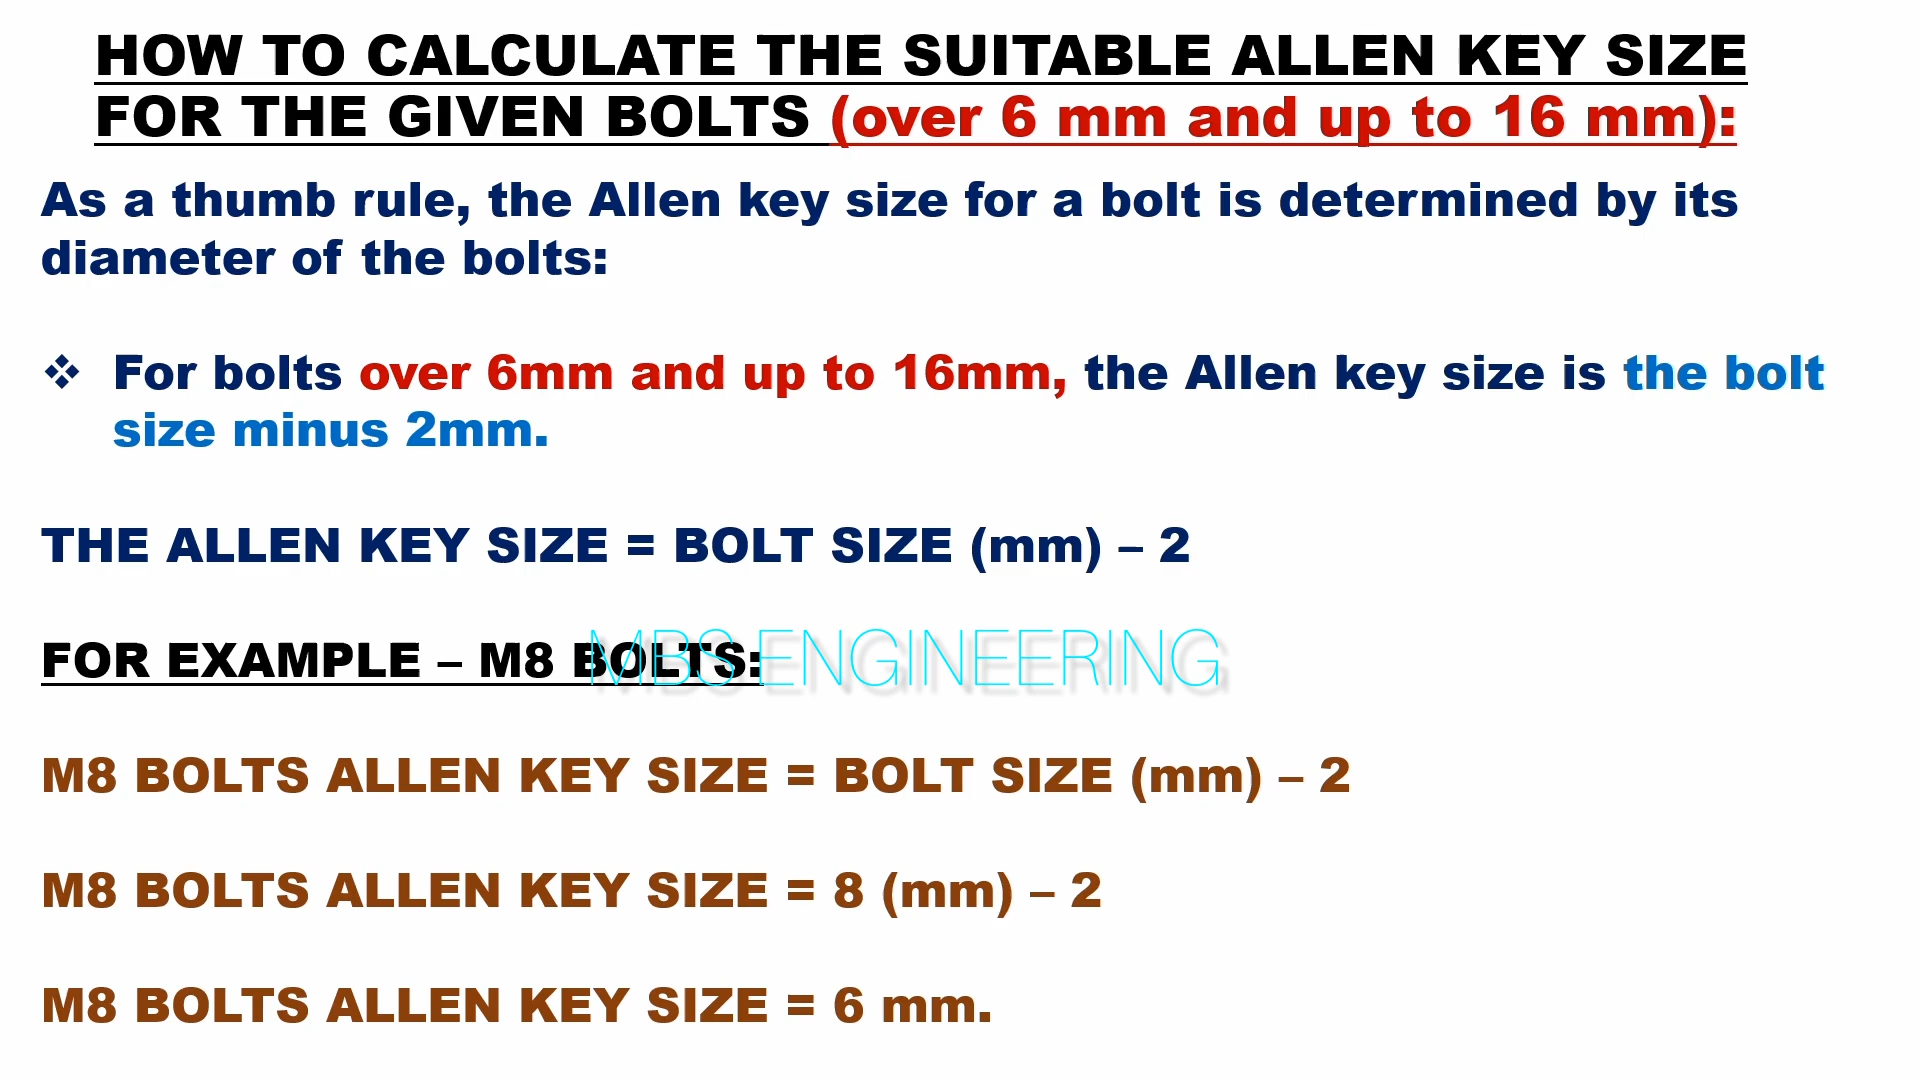 HOW TO CALCULATE THE SUITABLE ALLEN KEY SIZE
FOR THE GIVEN BOLTS (over 6 mm and up to 16 mm):
As a thumb rule, the Allen key size for a bolt is determined by its
diameter of the bolts:
❖ For bolts over 6mm and up to 16mm, the Allen key size is the bolt
size minus 2mm.
THE ALLEN KEY SIZE = BOLT SIZE (mm) – 2
FOR EXAMPLE – M8 BOLTS:
MBS ENGINEERING
M8 BOLTS ALLEN KEY SIZE = BOLT SIZE (mm) – 2
M8 BOLTS ALLEN KEY SIZE = 8 (mm) – 2
M8 BOLTS ALLEN KEY SIZE = 6 mm.